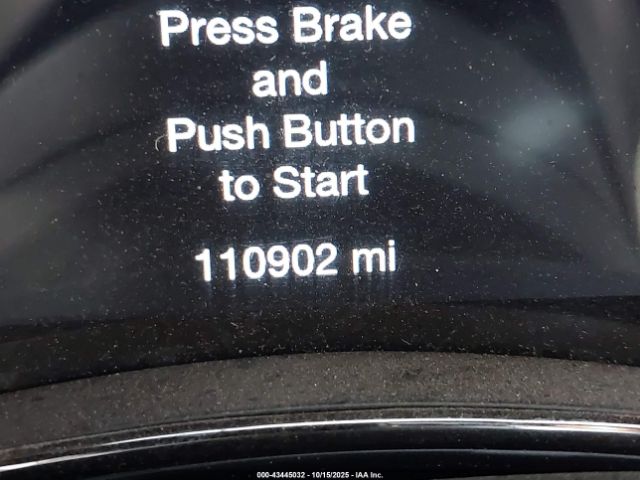 Press Brake
and
Push Button
to Start
110902 mi
000-43445032 - 10/15/2025 - IAA Inc.